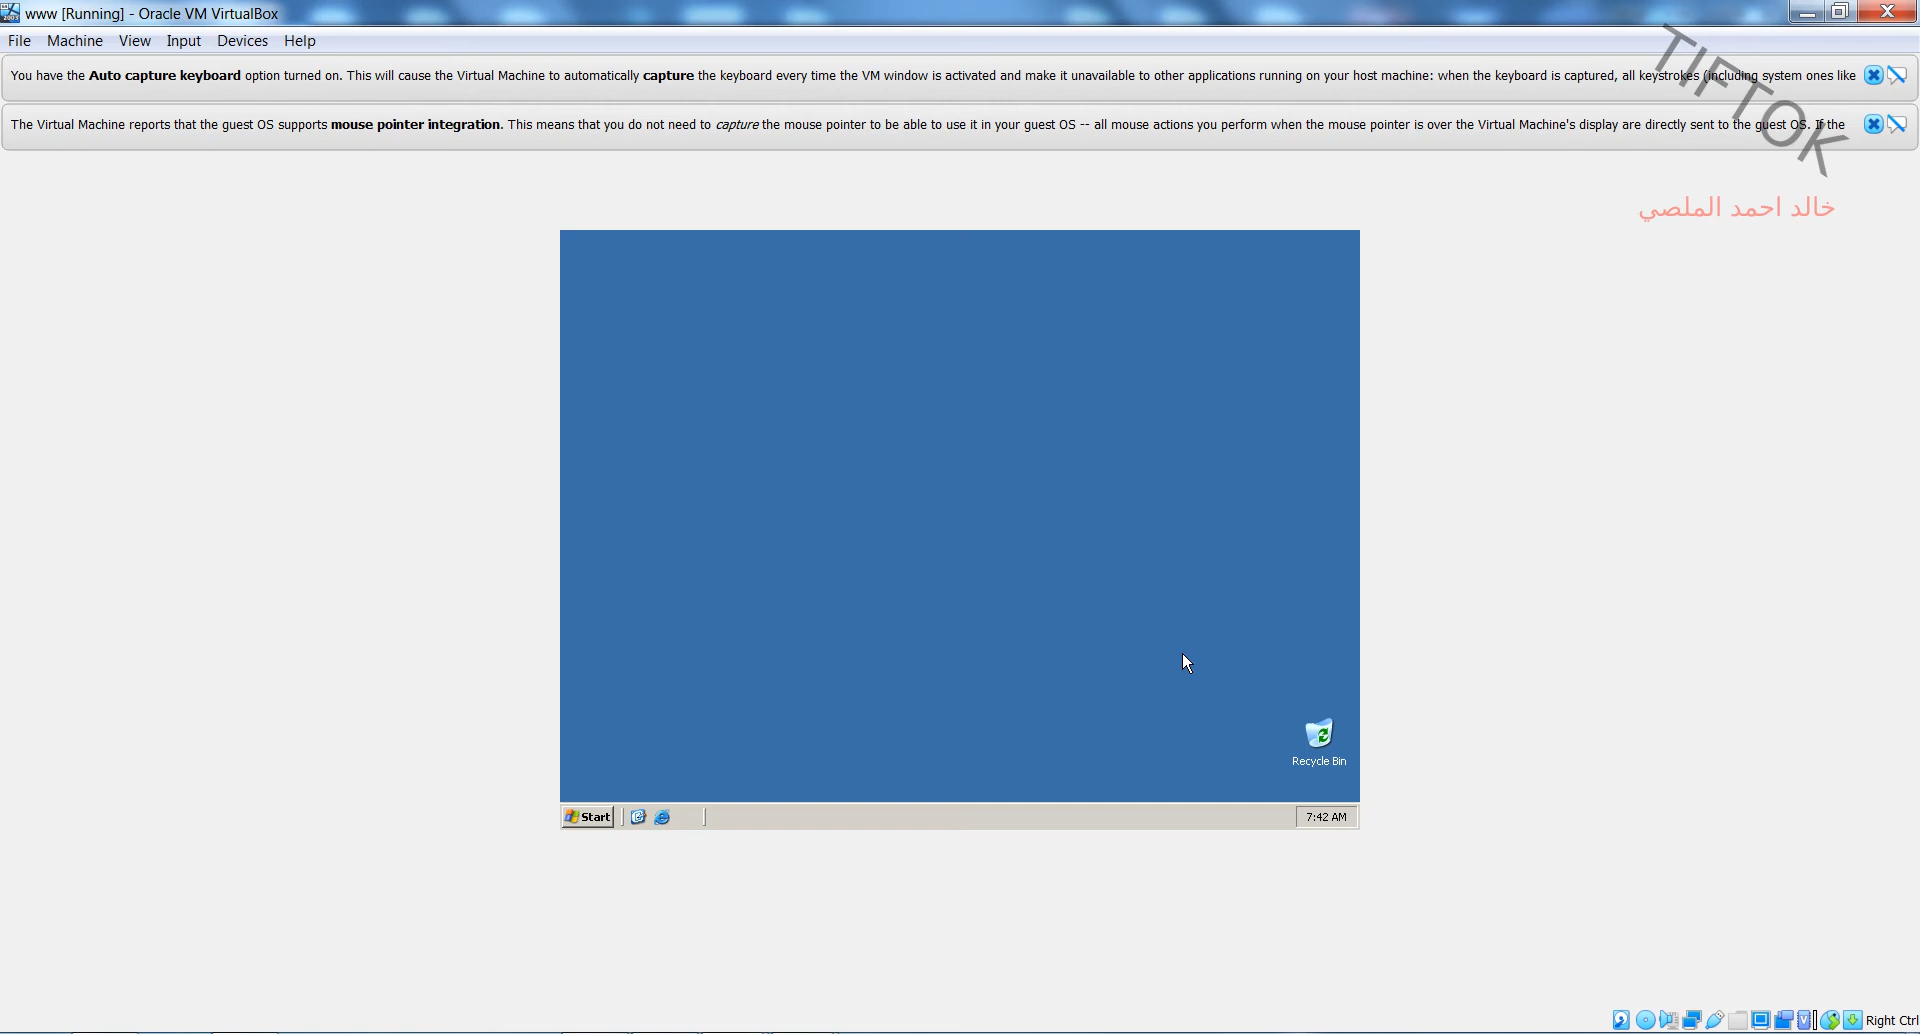 www [Running] - Oracle VM VirtualBox
File Machine View Input Devices Help
You have the Auto capture keyboard option turned on. This will cause the Virtual Machine to automatically capture the keyboard every time the VM window is activated and make it unavailable to other applications running on your host machine: when the keyboard is captured, all keystrokes (including system ones like
The Virtual Machine reports that the guest OS supports mouse pointer integration. This means that you do not need to capture the mouse pointer to be able to use it in your guest OS -- all mouse actions you perform when the mouse pointer is over the Virtual Machine's display are directly sent to the guest OS. If the
TIFTOK
خالد احمد الملصي
Recycle Bin
Start
7:42 AM
Right Ctrl